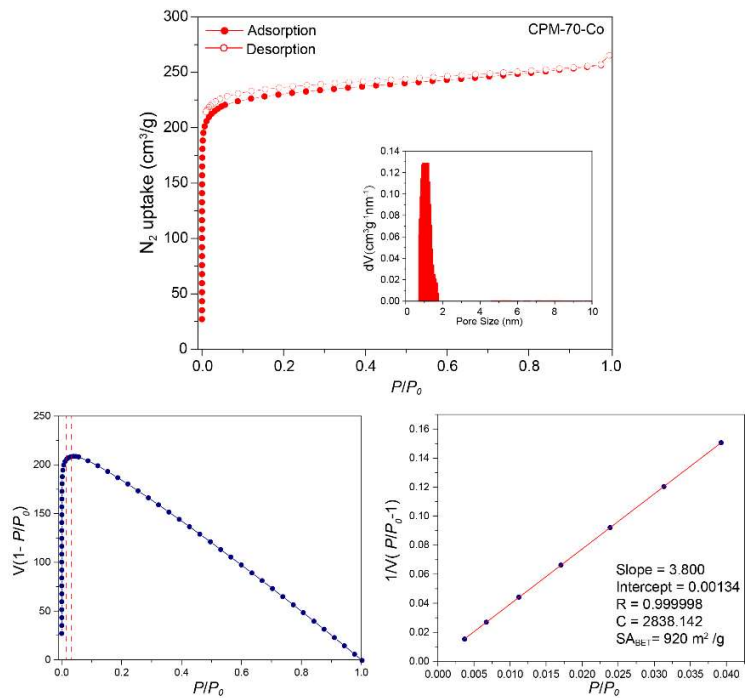 CPM-70-Co
Adsorption
Desorption
N₂ uptake (cm³/g)
300
250
200
150
100
50
0
0.0 0.2 0.4 0.6 0.8 1.0
P/P₀
dV(cm³g⁻¹nm⁻¹)
0.14
0.12
0.10
0.08
0.06
0.04
0.02
0.00
0 2 4 6 8 10
Pore Size (nm)
V(1- P/P₀)
250
200
150
100
50
0
0.0 0.2 0.4 0.6 0.8 1.0
P/P₀
1/V( P/P₀-1)
0.16
0.14
0.12
0.10
0.08
0.06
0.04
0.02
0.00
0.000 0.005 0.010 0.015 0.020 0.025 0.030 0.035 0.040
P/P₀
Slope = 3.800
Intercept = 0.00134
R = 0.999998
C = 2838.142
SA_BET= 920 m² /g